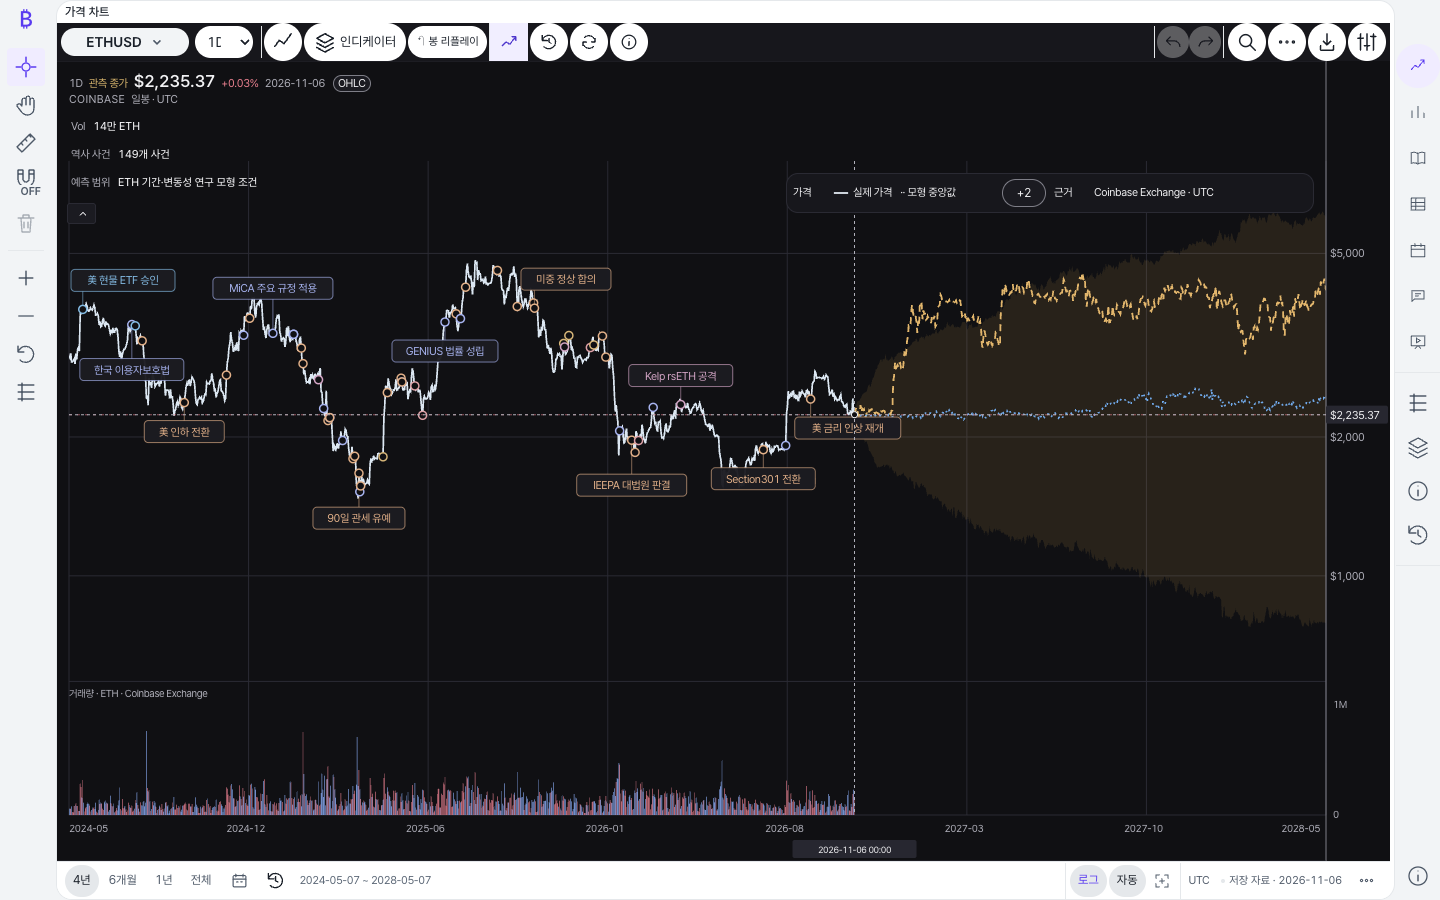 가격 차트
ETHUSD
인디케이터
봉 리플레이
1D 관측 종가 $2,235.37 +0.03% 2026-11-06 OHLC
COINBASE 일봉 · UTC
Vol 14만 ETH
역사 사건 149개 사건
예측 범위 ETH 기간·변동성 연구 모형 조건
OFF
가격 실제 가격 모형 중앙값 +2 근거 Coinbase Exchange · UTC
$5,000
美 현물 ETF 승인
MiCA 주요 규정 적용
미중 정상 합의
GENIUS 법률 성립
한국 이용자보호법
Kelp rsETH 공격
$2,235.37
美 인하 전환
美 금리 인상 재개
$2,000
IEEPA 대법원 판결
Section301 전환
90일 관세 유예
$1,000
거래량 · ETH · Coinbase Exchange
1M
0
2024-05 2024-12 2025-06 2026-01 2026-08 2027-03 2027-10 2028-05
2026-11-06 00:00
4년 6개월 1년 전체 2024-05-07 ~ 2028-05-07 로그 자동 UTC 저장 자료 · 2026-11-06